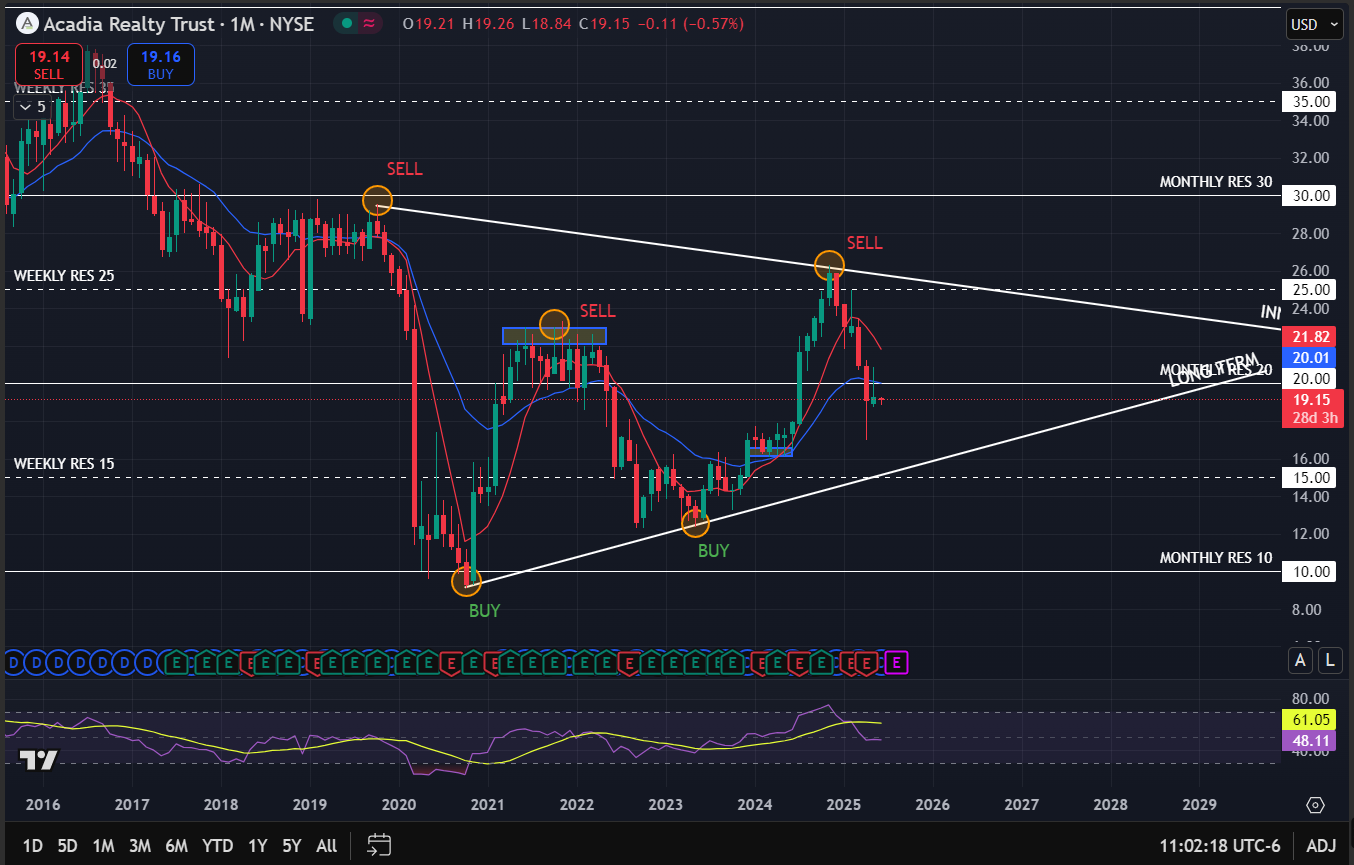 A Acadia Realty Trust · 1M · NYSE
O19.21 H19.26 L18.84 C19.15 −0.11 (−0.57%)
USD
19.14
SELL
0.02
19.16
BUY
WEEKLY RES 35
5
38.00
36.00
35.00
34.00
32.00
SELL
MONTHLY RES 30
30.00
28.00
SELL
WEEKLY RES 25
26.00
25.00
24.00
SELL
21.82
20.01
LONG TERM
MONTHLY RES 20
20.00
19.15
28d 3h
16.00
WEEKLY RES 15
15.00
14.00
12.00
BUY
MONTHLY RES 10
10.00
BUY
8.00
D D D D D D D E E E E E E E E E E E E E E E E E E E E E E E E E E E E E E E
A L
80.00
61.05
48.11
40.00
2016 2017 2018 2019 2020 2021 2022 2023 2024 2025 2026 2027 2028 2029
1D 5D 1M 3M 6M YTD 1Y 5Y All
11:02:18 UTC-6 ADJ